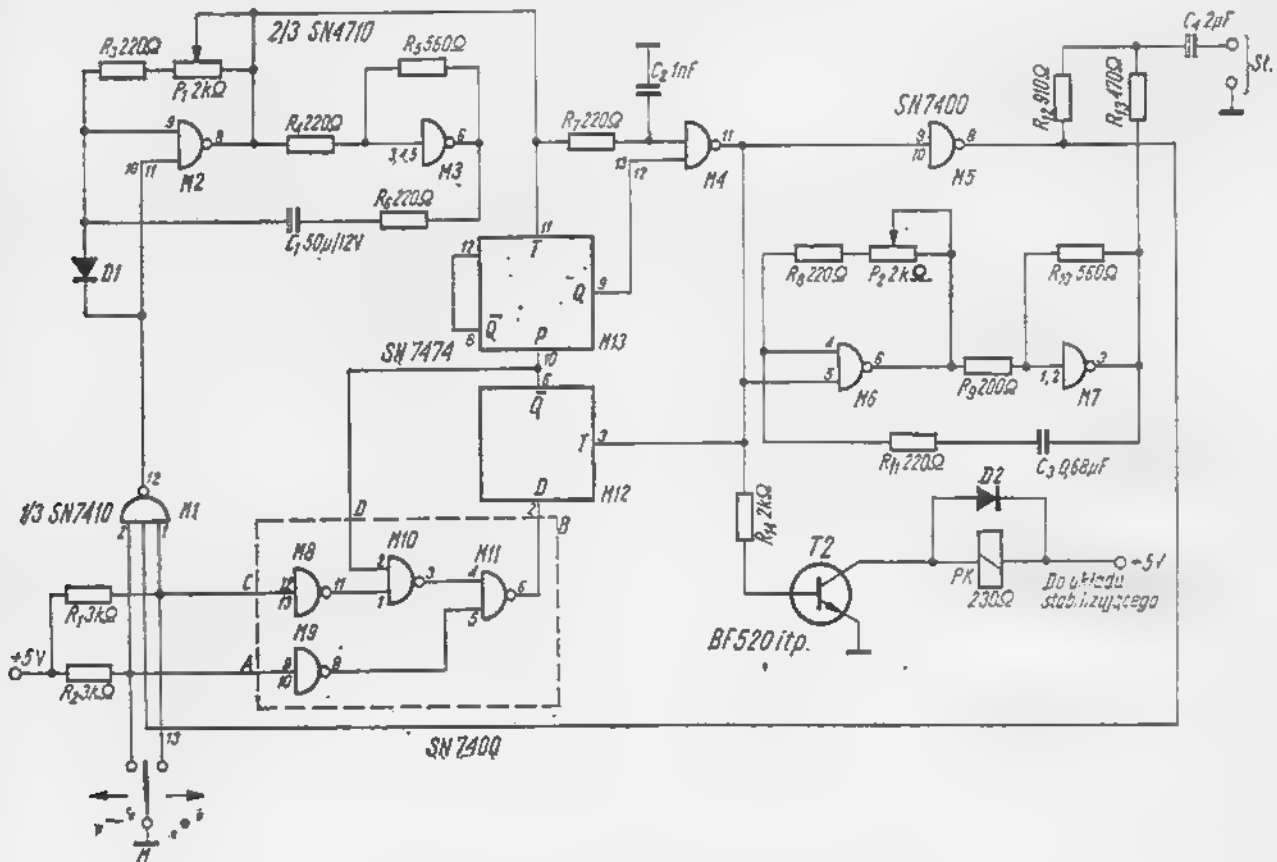 2/3 SN4710
R3 220Ω
P1 2kΩ
R5 560Ω
9
8
10
11
M2
R4 220Ω
3,4,5
6
M3
C1 50µ/12V
R6 220Ω
D1
C2 1nF
R7 220Ω
13
12
11
M4
SN7400
9
10
8
M5
R12 910Ω
R13 470Ω
C4 2µF
St.
11
T
12
Q
9
8
Q̄
P
10
M13
SN 7474
6
Q̄
T
3
D
2
M12
R8 220Ω
P2 2kΩ
R10 560Ω
4
5
6
M6
R9 200Ω
1,2
3
M7
R11 220Ω
C3 0,68µF
12
1/3 SN7410
M1
2
1
R1 3kΩ
+5V
R2 3kΩ
C
A
D
B
M8
12
13
11
M9
9
10
8
M10
2
1
3
M11
4
5
6
R14 2kΩ
T2
BF520 itp.
D2
PK
230Ω
+5V
Do układu
stabilizującego
13
SN 7400
M